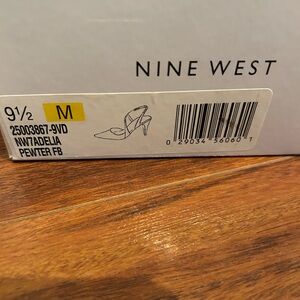 NINE WEST
9½ M
25003867-9VD
NW7ADELIA
PEWTER FB
0 29034 56060 1